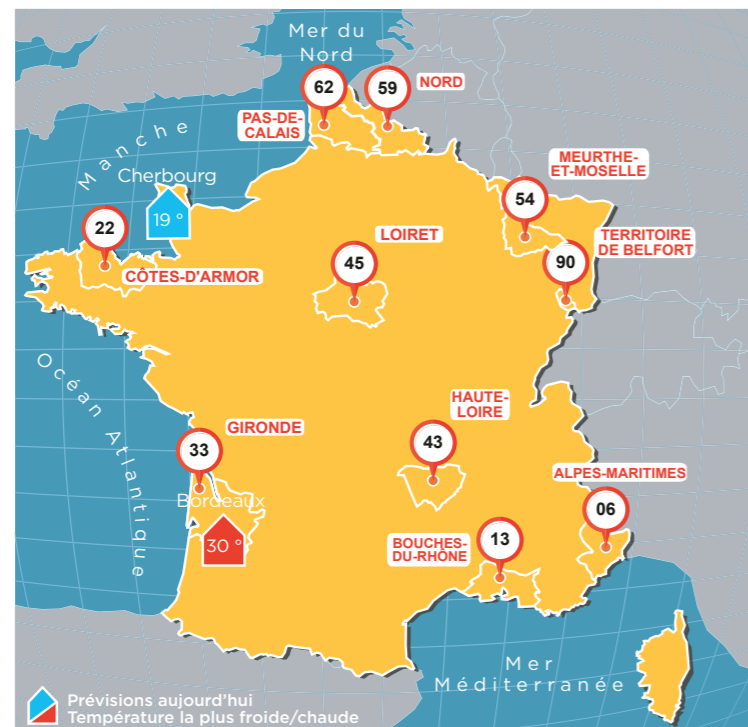 Mer du
Nord
62
59
NORD
PAS-DE-
CALAIS
Manche
Cherbourg
19 °
MEURTHE-
ET-MOSELLE
54
22
CÔTES-D'ARMOR
LOIRET
45
TERRITOIRE
DE BELFORT
90
Océan Atlantique
GIRONDE
33
Bordeaux
30 °
HAUTE-
LOIRE
43
ALPES-MARITIMES
06
BOUCHES-
DU-RHÔNE
13
Mer
Méditerranée
Prévisions aujourd'hui
Température la plus froide/chaude